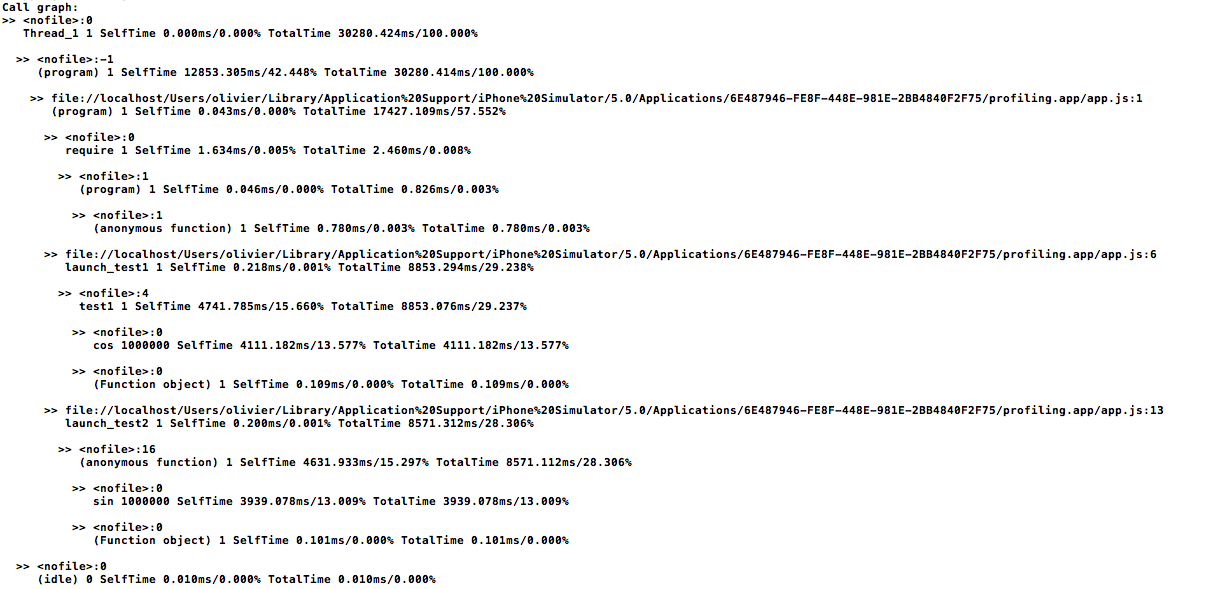 Call graph:
>> <nofile>:0
Thread_1 1 SelfTime 0.000ms/0.000% TotalTime 30280.424ms/100.000%
>> <nofile>:-1
(program) 1 SelfTime 12853.305ms/42.448% TotalTime 30280.414ms/100.000%
>> file://localhost/Users/olivier/Library/Application%20Support/iPhone%20Simulator/5.0/Applications/6E487946-FE8F-448E-981E-2BB4840F2F75/profiling.app/app.js:1
(program) 1 SelfTime 0.043ms/0.000% TotalTime 17427.109ms/57.552%
>> <nofile>:0
require 1 SelfTime 1.634ms/0.005% TotalTime 2.460ms/0.008%
>> <nofile>:1
(program) 1 SelfTime 0.046ms/0.000% TotalTime 0.826ms/0.003%
>> <nofile>:1
(anonymous function) 1 SelfTime 0.780ms/0.003% TotalTime 0.780ms/0.003%
>> file://localhost/Users/olivier/Library/Application%20Support/iPhone%20Simulator/5.0/Applications/6E487946-FE8F-448E-981E-2BB4840F2F75/profiling.app/app.js:6
launch_test1 1 SelfTime 0.218ms/0.001% TotalTime 8853.294ms/29.238%
>> <nofile>:4
test1 1 SelfTime 4741.785ms/15.660% TotalTime 8853.076ms/29.237%
>> <nofile>:0
cos 1000000 SelfTime 4111.182ms/13.577% TotalTime 4111.182ms/13.577%
>> <nofile>:0
(Function object) 1 SelfTime 0.109ms/0.000% TotalTime 0.109ms/0.000%
>> file://localhost/Users/olivier/Library/Application%20Support/iPhone%20Simulator/5.0/Applications/6E487946-FE8F-448E-981E-2BB4840F2F75/profiling.app/app.js:13
launch_test2 1 SelfTime 0.200ms/0.001% TotalTime 8571.312ms/28.306%
>> <nofile>:16
(anonymous function) 1 SelfTime 4631.933ms/15.297% TotalTime 8571.112ms/28.306%
>> <nofile>:0
sin 1000000 SelfTime 3939.078ms/13.009% TotalTime 3939.078ms/13.009%
>> <nofile>:0
(Function object) 1 SelfTime 0.101ms/0.000% TotalTime 0.101ms/0.000%
>> <nofile>:0
(idle) 0 SelfTime 0.010ms/0.000% TotalTime 0.010ms/0.000%